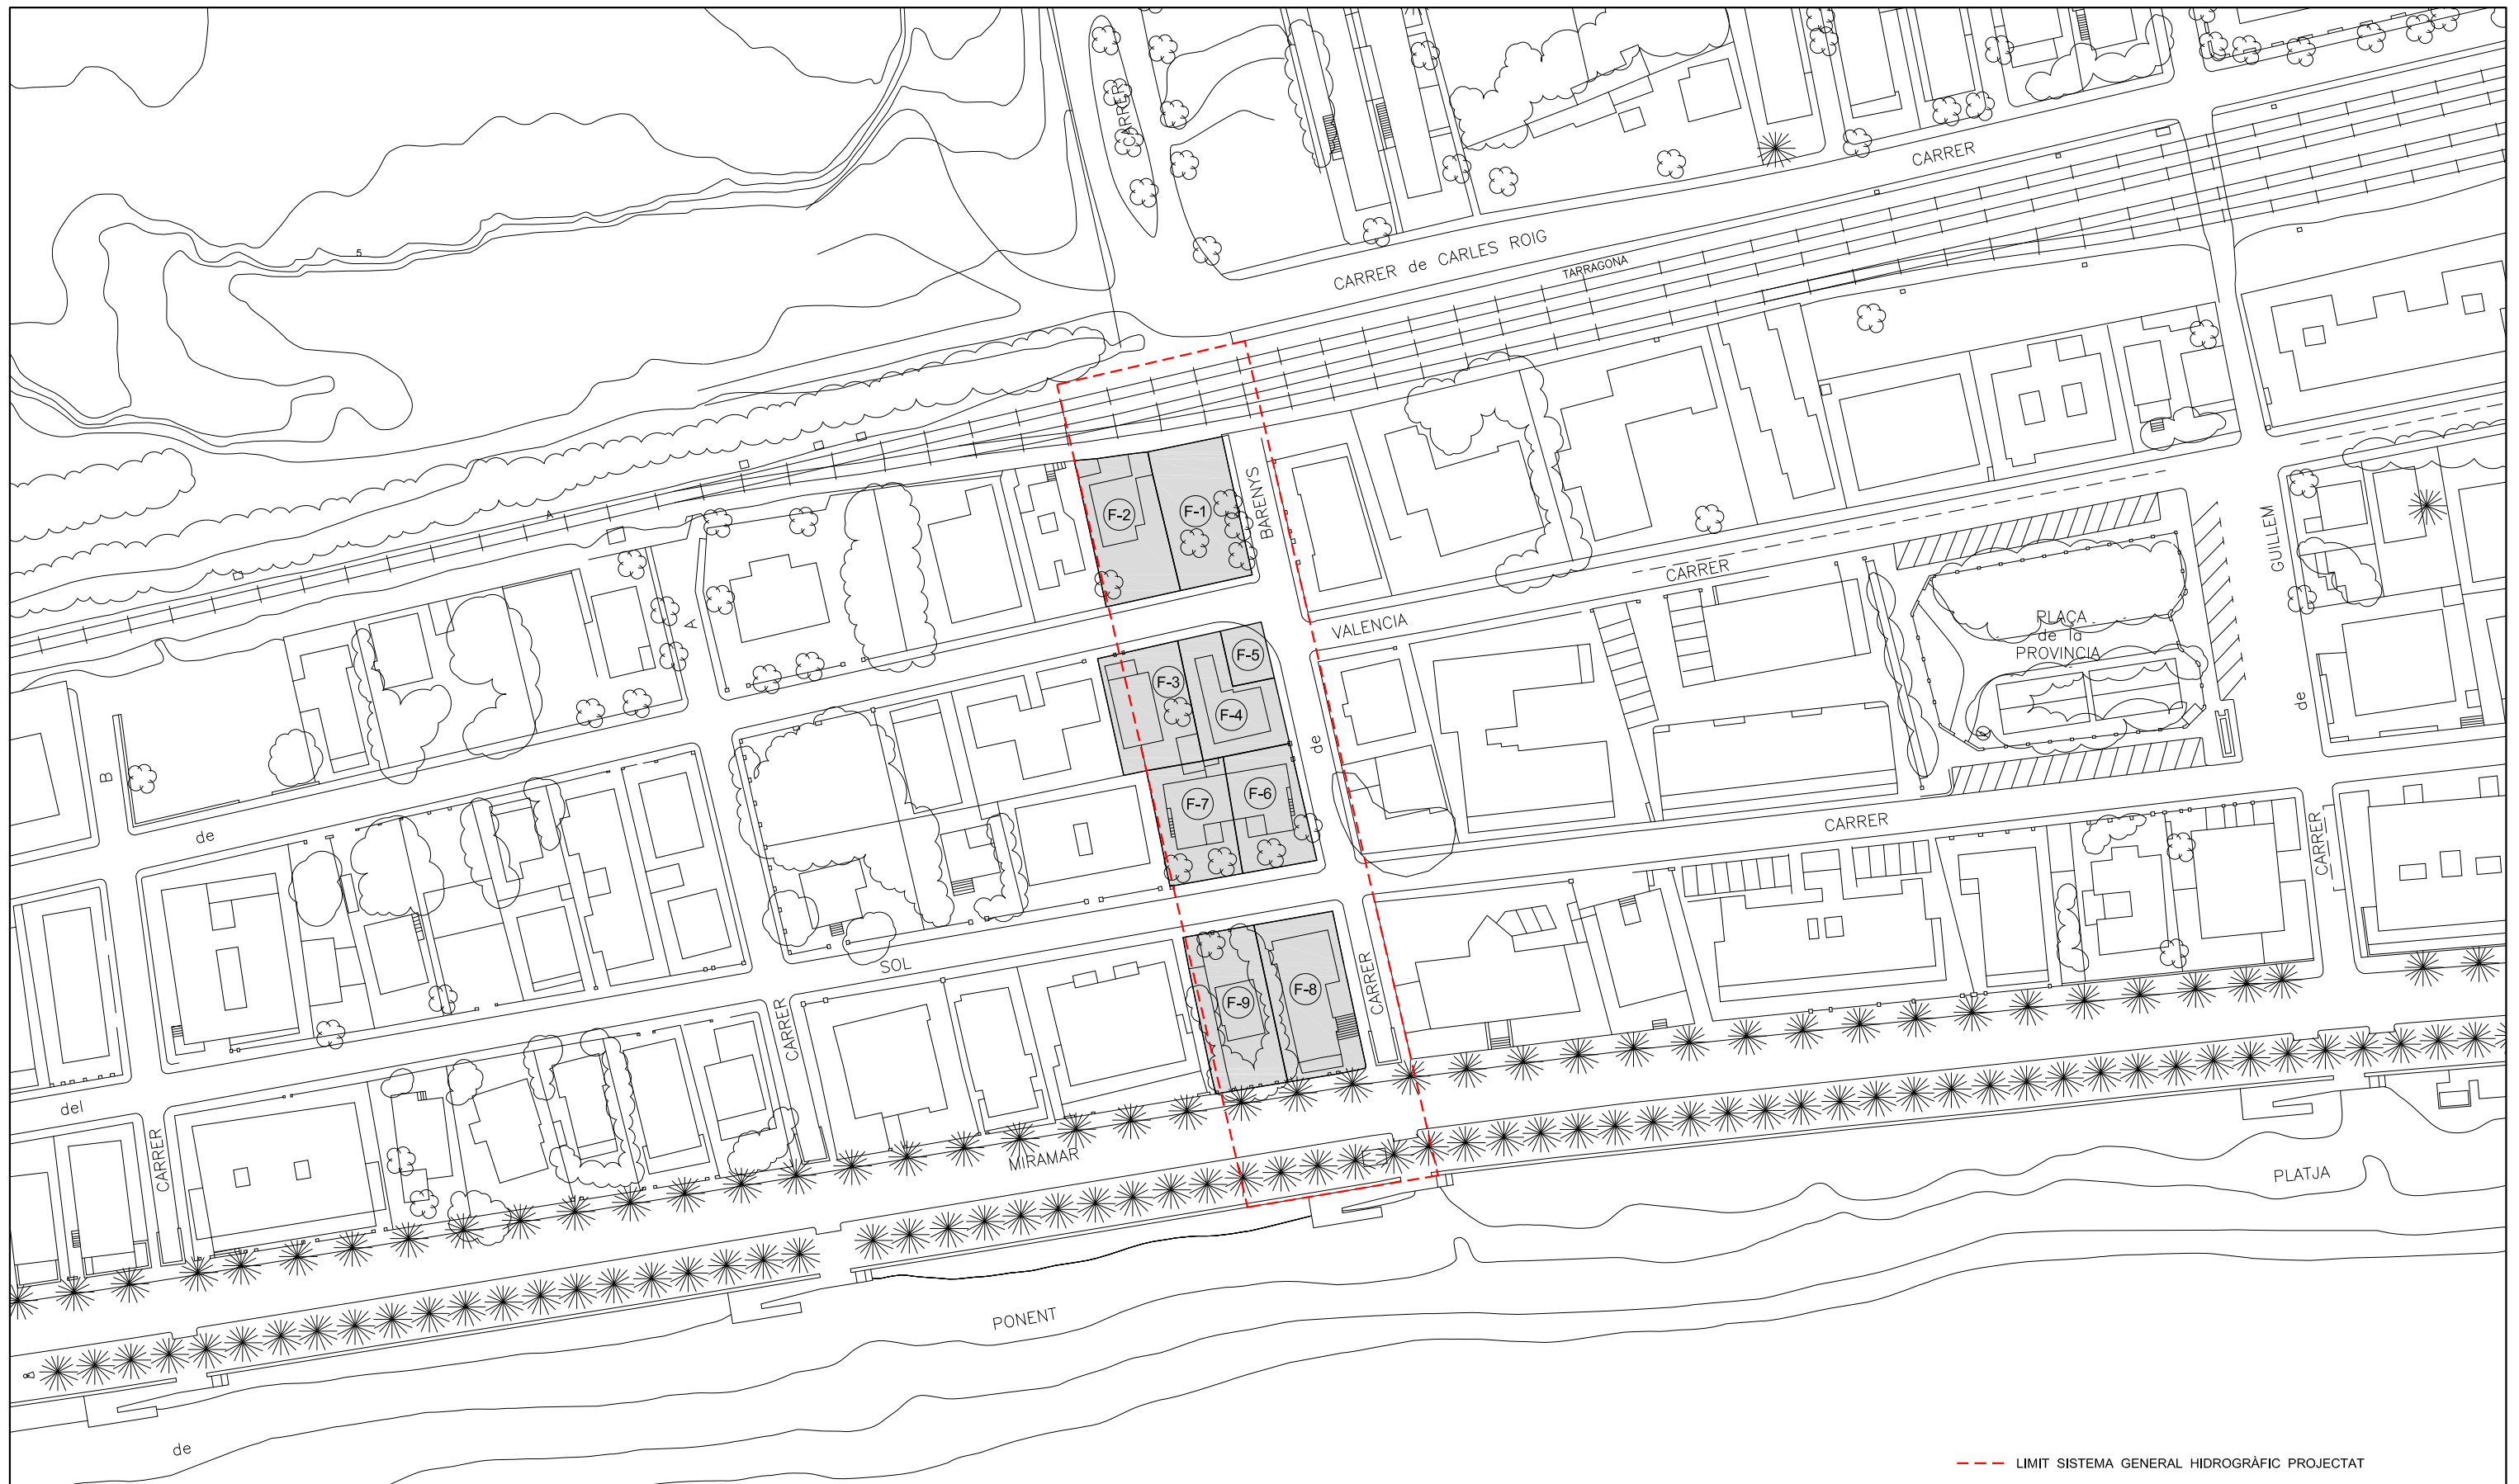 CARRER
CARRER
CARRER de CARLES ROIG
TARRAGONA
5
BARENYS
F-2
F-1
A
CARRER
GUILLEM
VALENCIA
A
PLAÇA
de la
PROVINCIA
F-5
F-3
F-4
de
de
B
F-7
F-6
de
CARRER
CARRER
SOL
CARRER
F-8
F-9
CARRER
del
CARRER
MIRAMAR
PLATJA
PONENT
de
LIMIT SISTEMA GENERAL HIDROGRÀFIC PROJECTAT